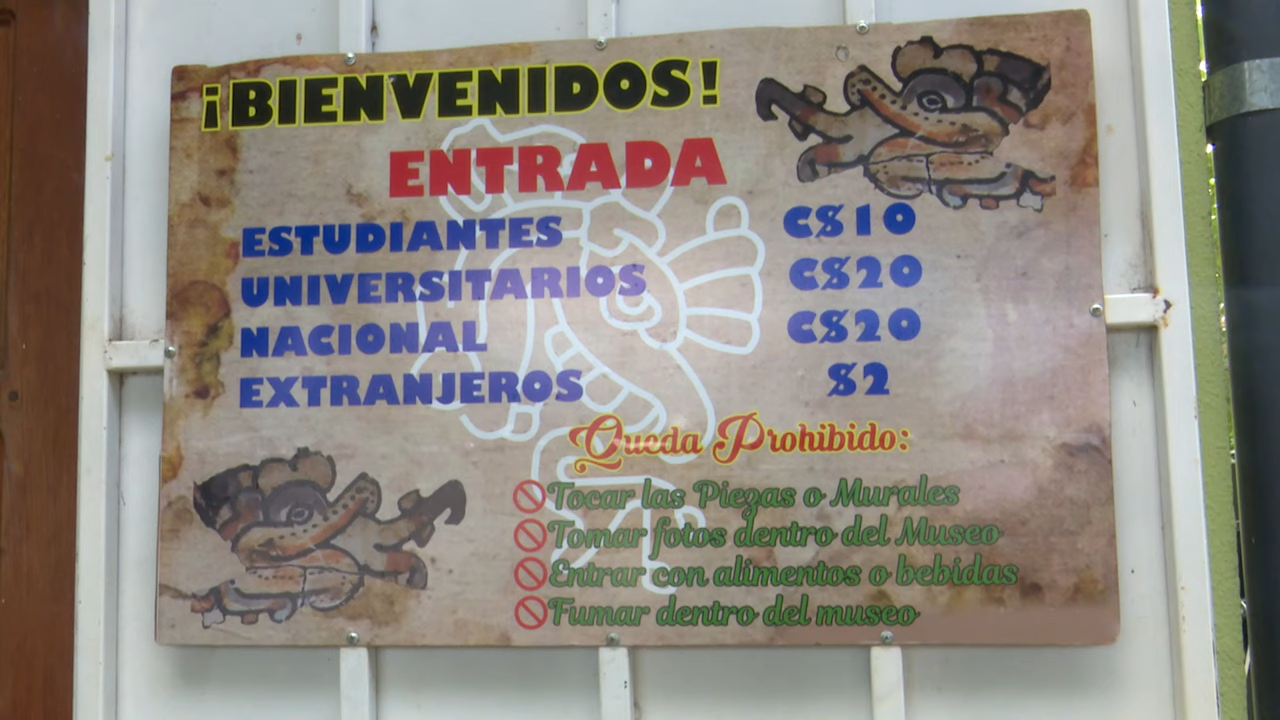 ¡BIENVENIDOS!
ENTRADA
ESTUDIANTES C$10
UNIVERSITARIOS C$20
NACIONAL C$20
EXTRANJEROS $2
Queda Prohibido:
Tocar las Piezas o Murales
Tomar fotos dentro del Museo
Entrar con alimentos o bebidas
Fumar dentro del museo